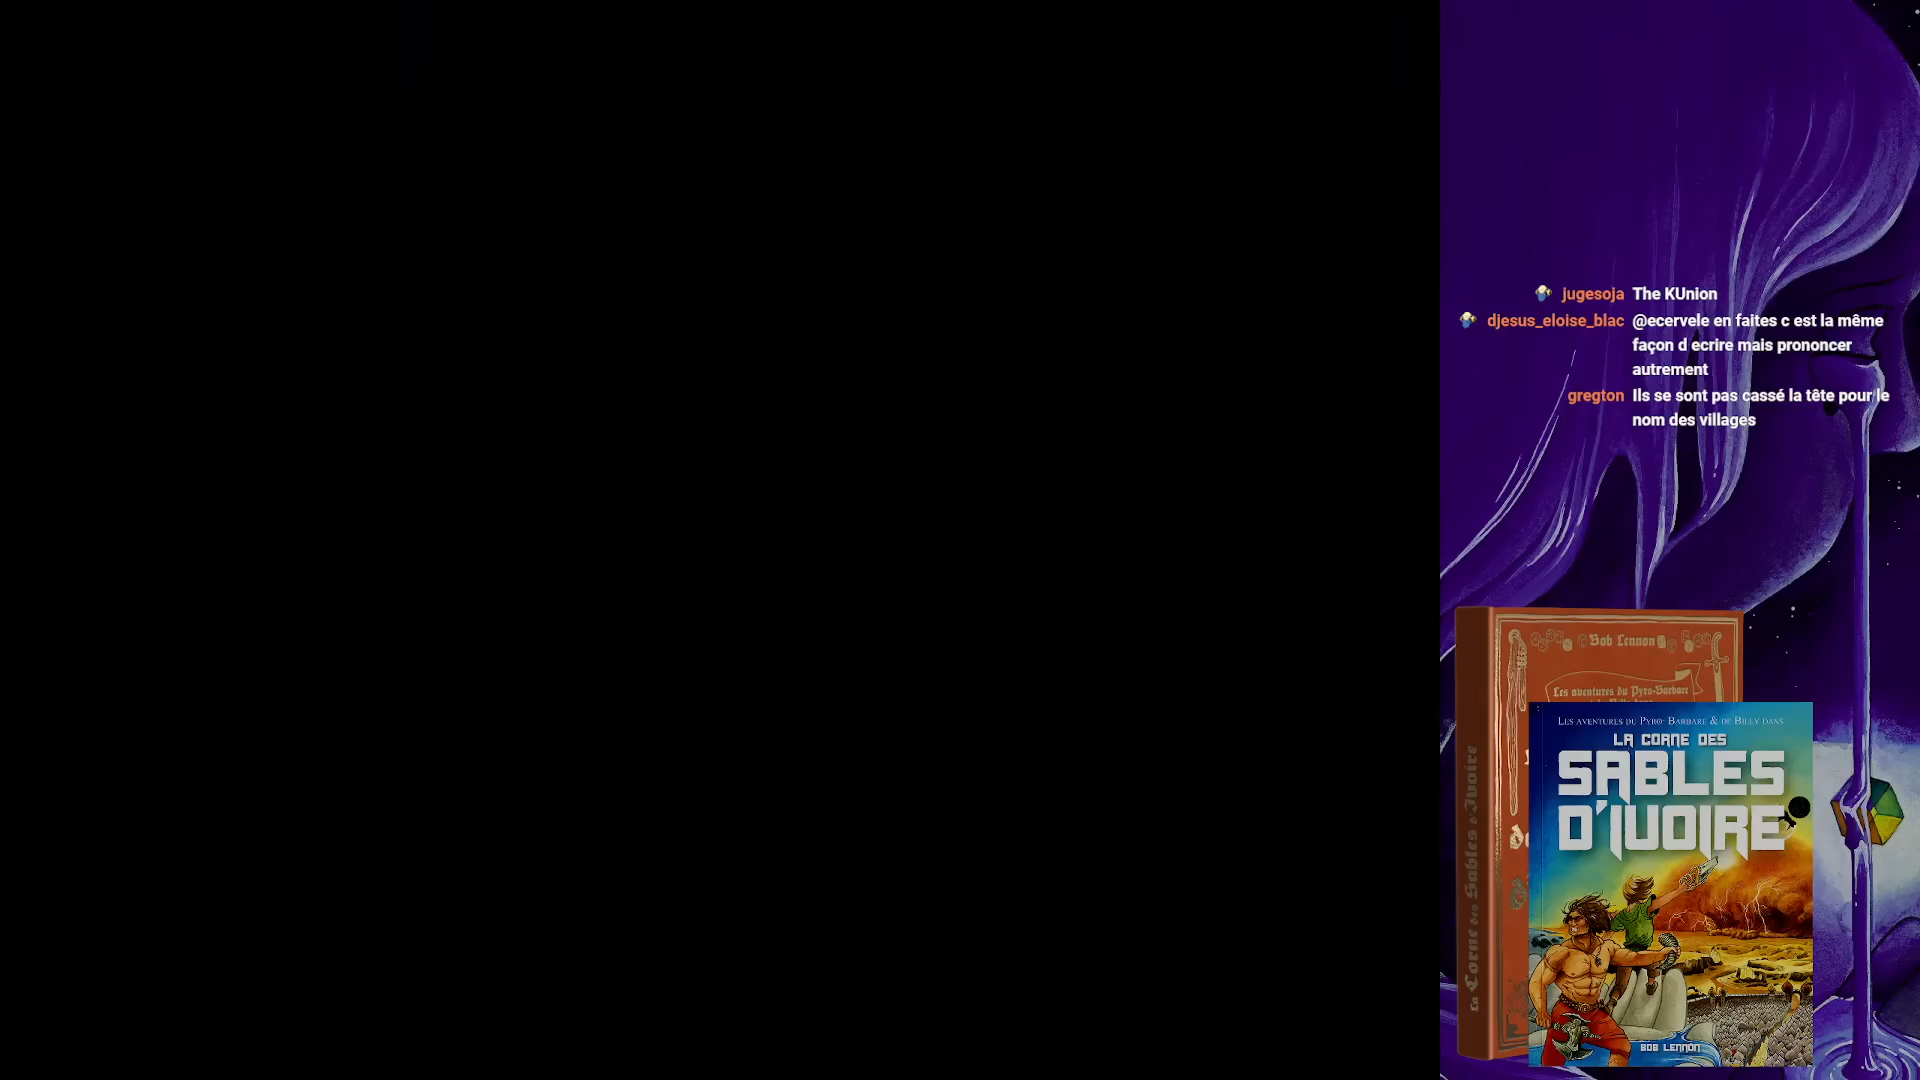 jugesoja The KUnion
djesus_eloise_blac @ecervele en faites c est la même
façon d ecrire mais prononcer
autrement
gregton Ils se sont pas cassé la tête pour le
nom des villages
Bob Lennon
Les aventures du Pyro-Barbare
La Corne des Sables d'Ivoire
Les aventures du Pyro-Barbare & de Billy dans
LA CORNE DES
SABLES
D'IVOIRE
BOB LENNON